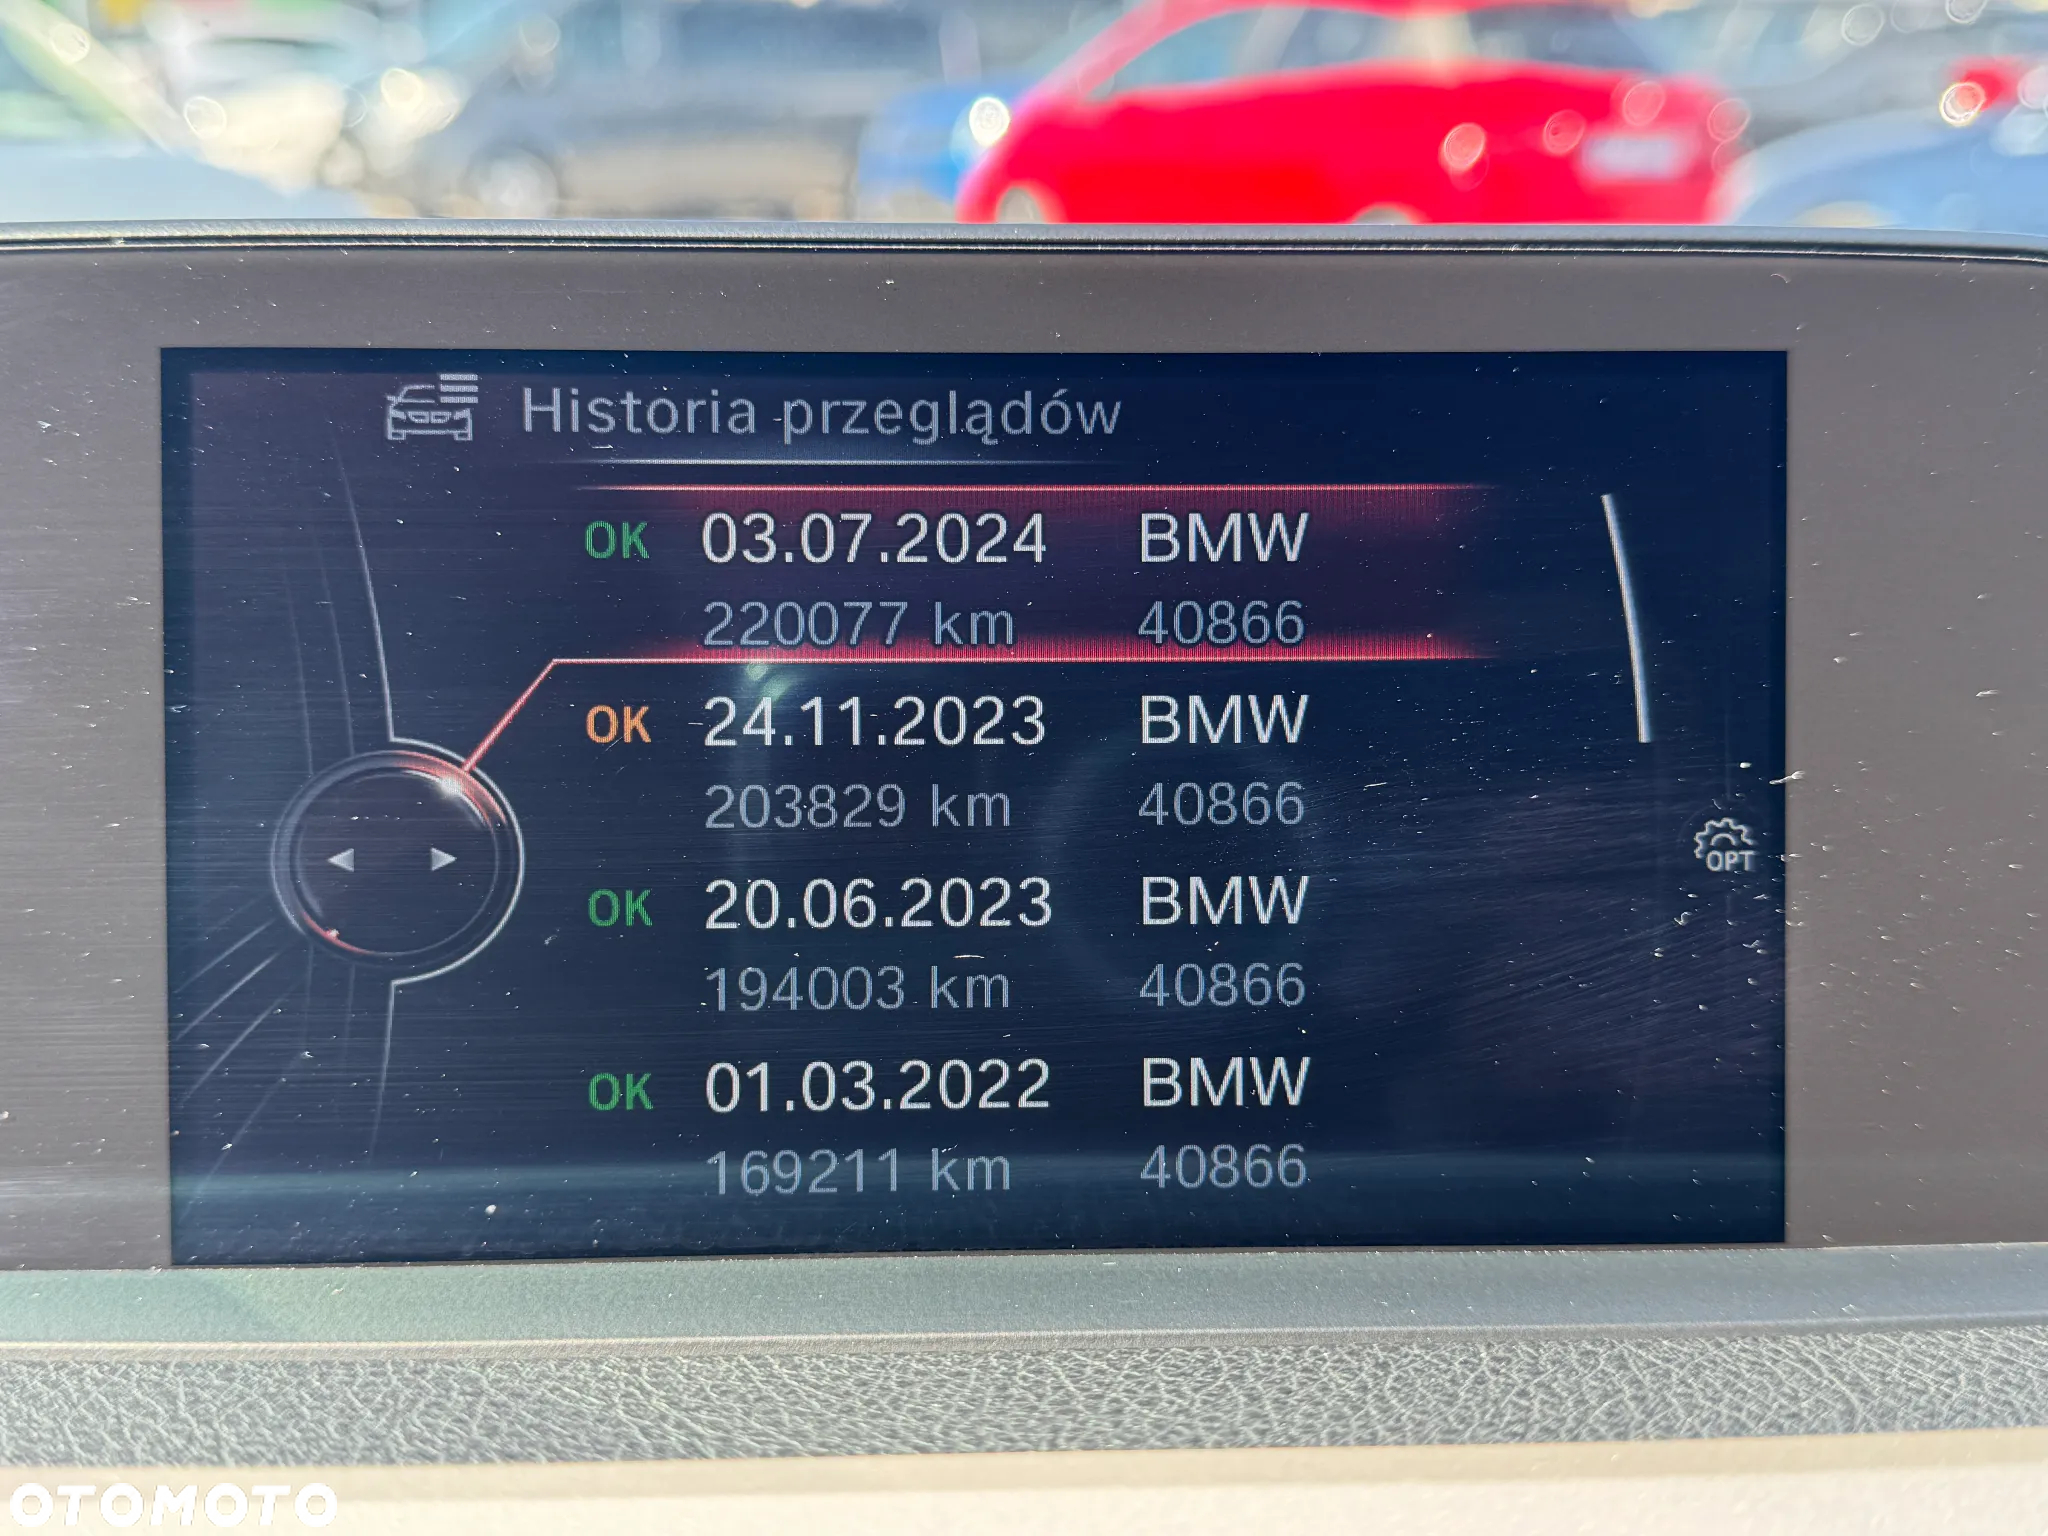 Historia przeglądów
OK 03.07.2024 BMW
220077 km 40866
OK 24.11.2023 BMW
203829 km 40866
OPT
OK 20.06.2023 BMW
194003 km 40866
OK 01.03.2022 BMW
169211 km 40866
OTOMOTO